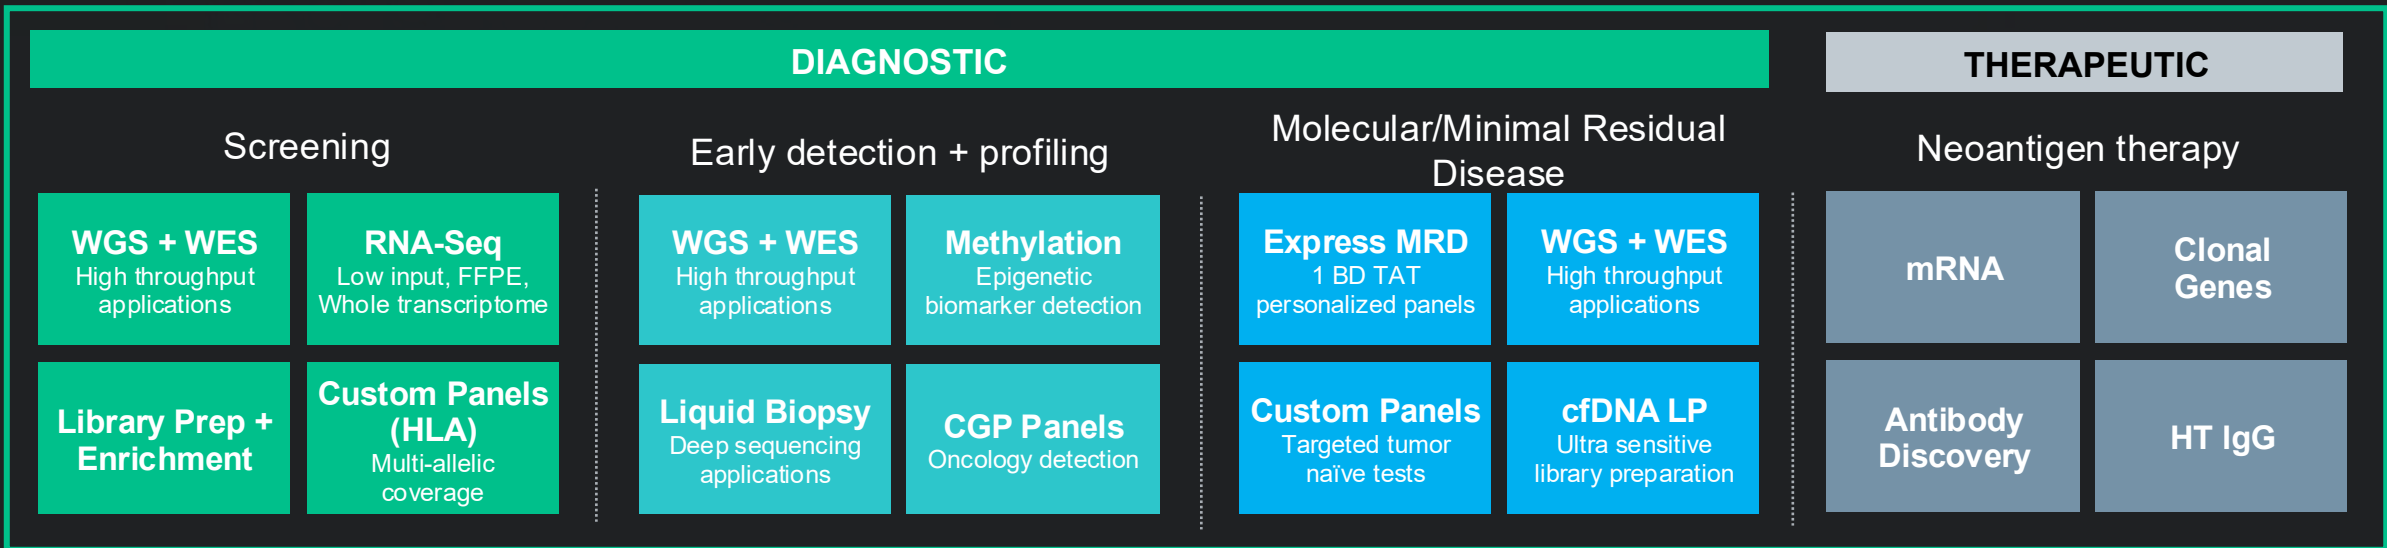 DIAGNOSTIC
THERAPEUTIC
Screening
WGS + WES
High throughput
applications
RNA-Seq
Low input, FFPE,
Whole transcriptome
Library Prep +
Enrichment
Custom Panels
(HLA)
Multi-allelic
coverage
Early detection + profiling
WGS + WES
High throughput
applications
Methylation
Epigenetic
biomarker detection
Liquid Biopsy
Deep sequencing
applications
CGP Panels
Oncology detection
Molecular/Minimal Residual
Disease
Express MRD
1 BD TAT
personalized panels
WGS + WES
High throughput
applications
Custom Panels
Targeted tumor
naïve tests
cfDNA LP
Ultra sensitive
library preparation
Neoantigen therapy
mRNA
Clonal
Genes
Antibody
Discovery
HT IgG